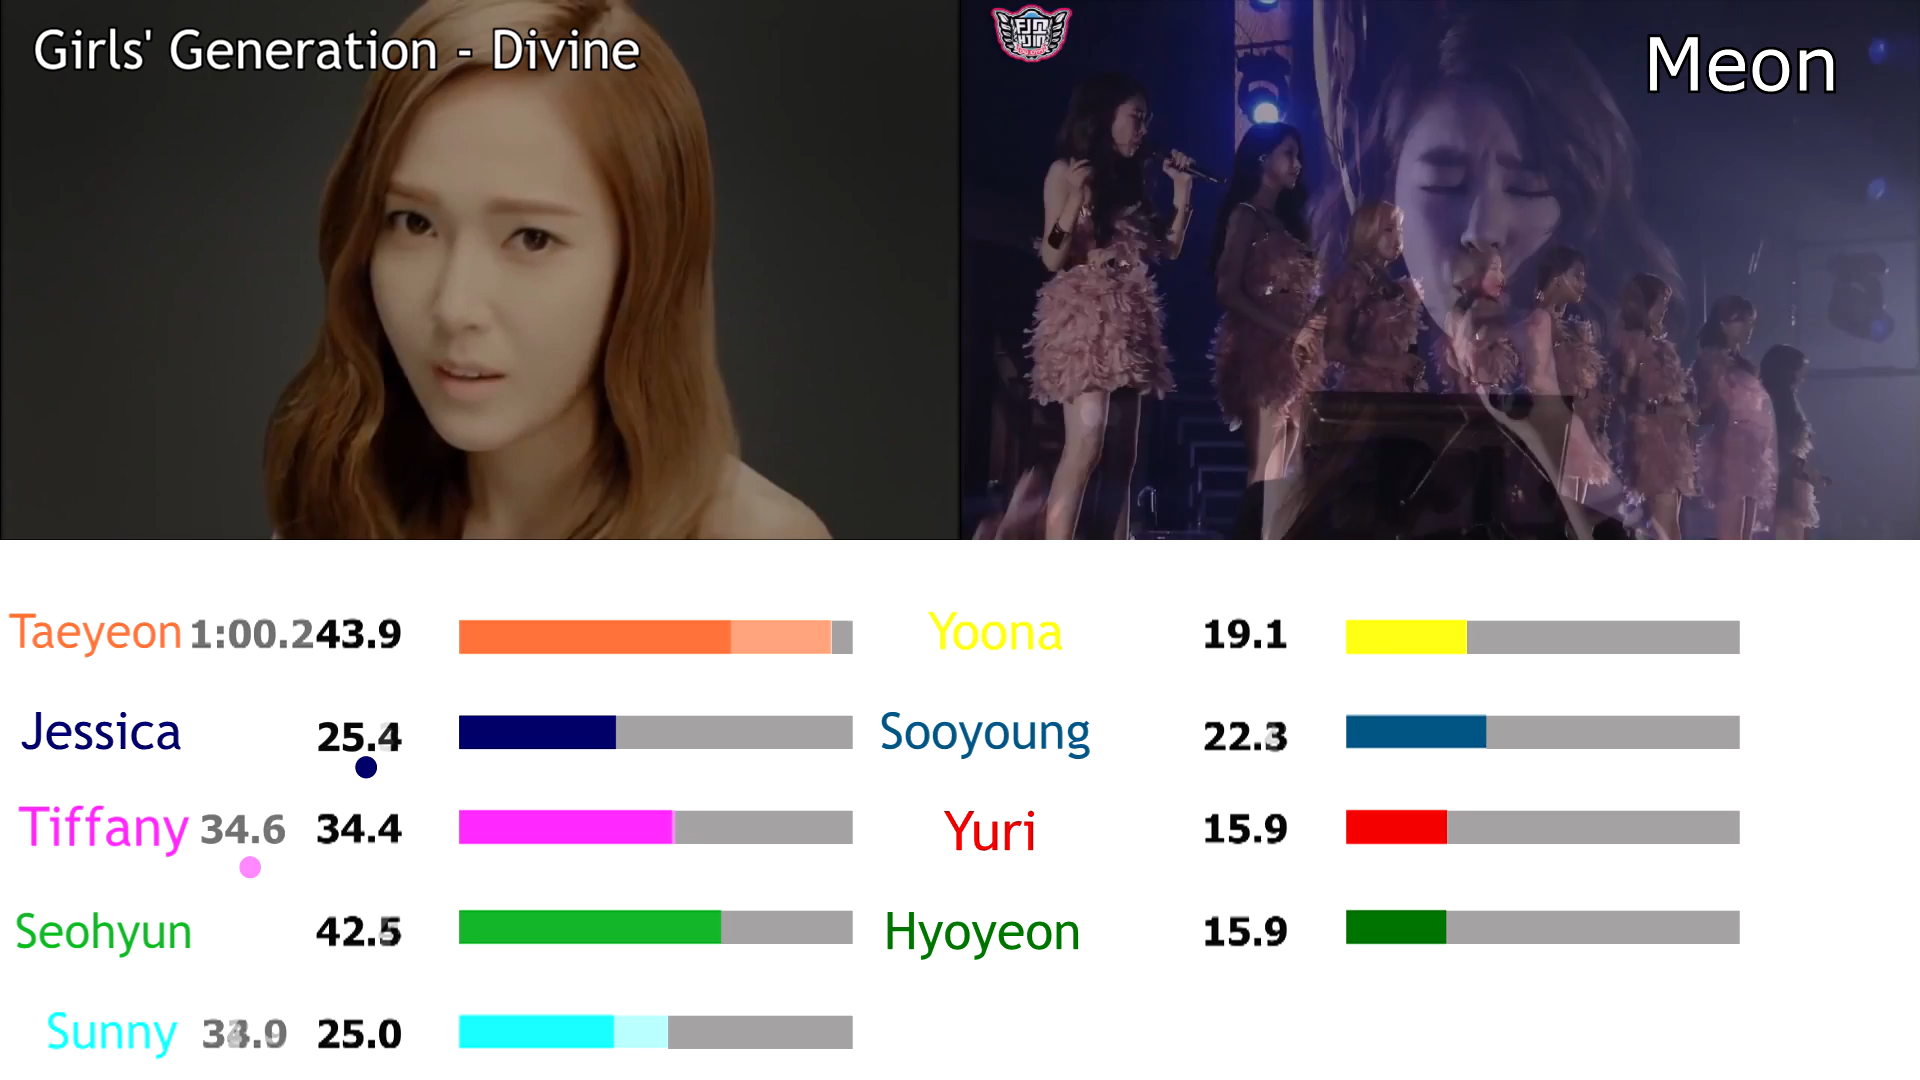 Girls' Generation - Divine
Meon
Taeyeon 1:00.2 43.9
Yoona 19.1
Jessica 25.4
Sooyoung 22.3
Tiffany 34.6 34.4
Yuri 15.9
Seohyun 42.5
Hyoyeon 15.9
Sunny 25.0